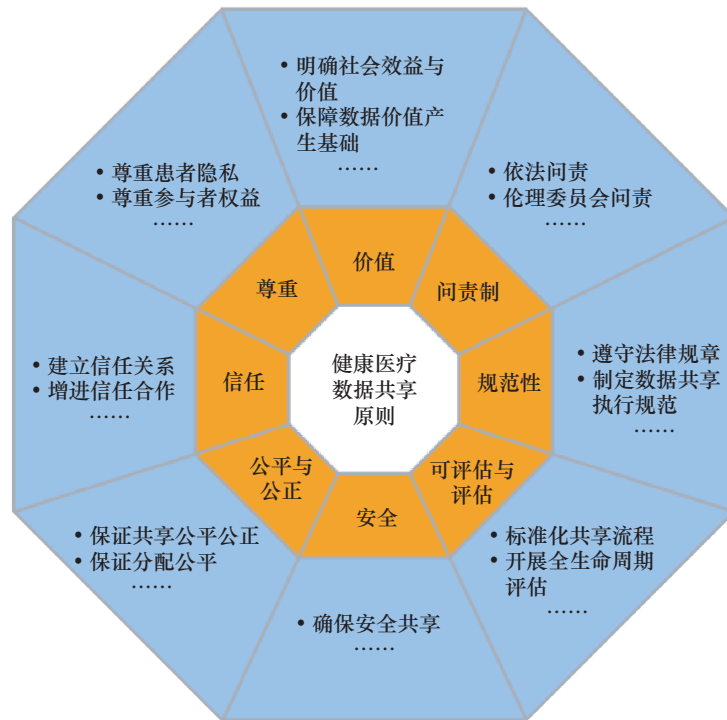 • 明确社会效益与
价值
• 保障数据价值产
生基础
……
• 尊重患者隐私
• 尊重参与者权益
……
• 依法问责
• 伦理委员会问责
……
价值
尊重
问责制
• 建立信任关系
• 增进信任合作
……
信任
健康医疗
数据共享
原则
规范性
• 遵守法律规章
• 制定数据共享
执行规范
……
公平与
公正
可评估与
评估
安全
• 保证共享公平公正
• 保证分配公平
……
• 标准化共享流程
• 开展全生命周期
评估
……
• 确保安全共享
……